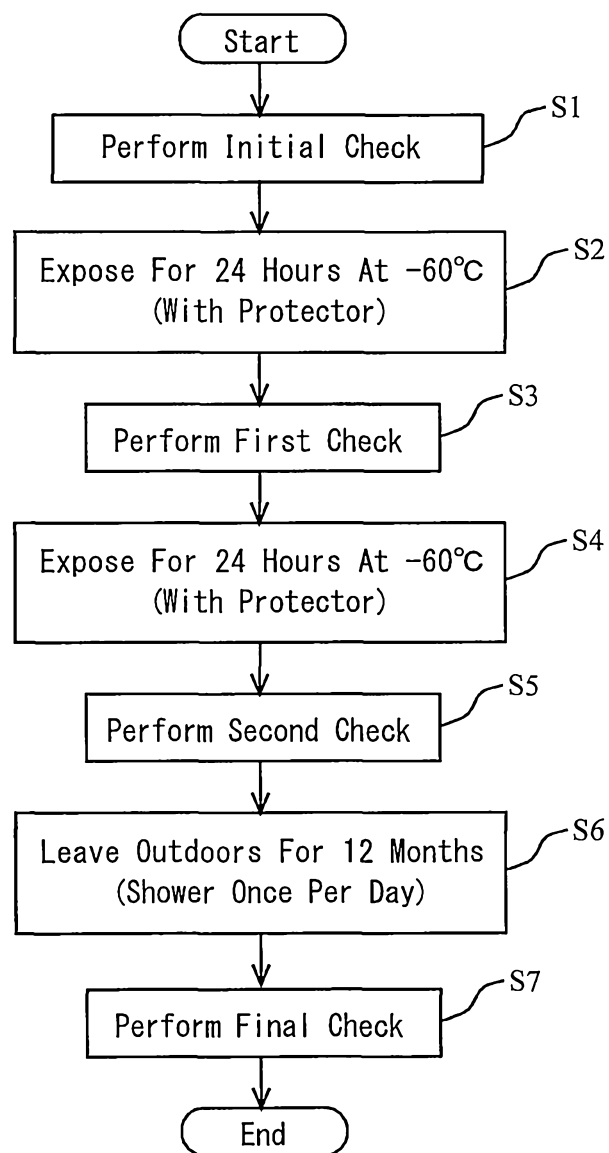 Start
S1
Perform Initial Check
S2
Expose For 24 Hours At -60℃
(With Protector)
S3
Perform First Check
S4
Expose For 24 Hours At -60℃
(With Protector)
S5
Perform Second Check
S6
Leave Outdoors For 12 Months
(Shower Once Per Day)
S7
Perform Final Check
End